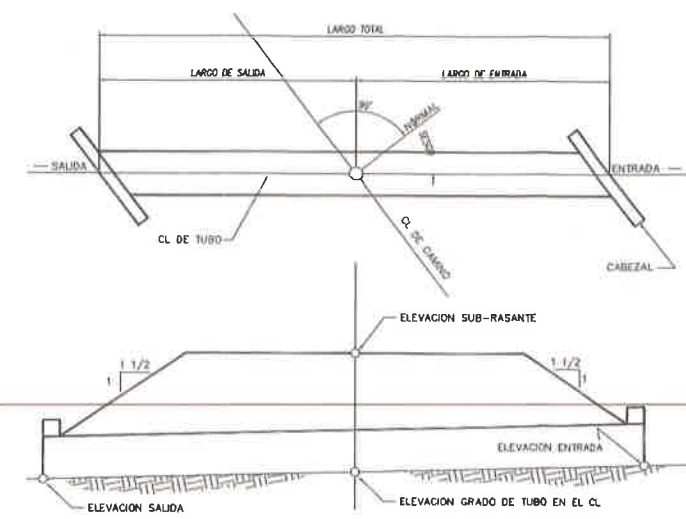 LARGO TOTAL
LARGO DE SALIDA
LARGO DE ENTRADA
90°
NORMAL
SESGO
SALIDA
ENTRADA
CL DE TUBO
CL DE CAMINO
CABEZAL
ELEVACION SUB-RASANTE
1 1/2
1
1 1/2
1
ELEVACION ENTRADA
ELEVACION SALIDA
ELEVACION GRADO DE TUBO EN EL CL